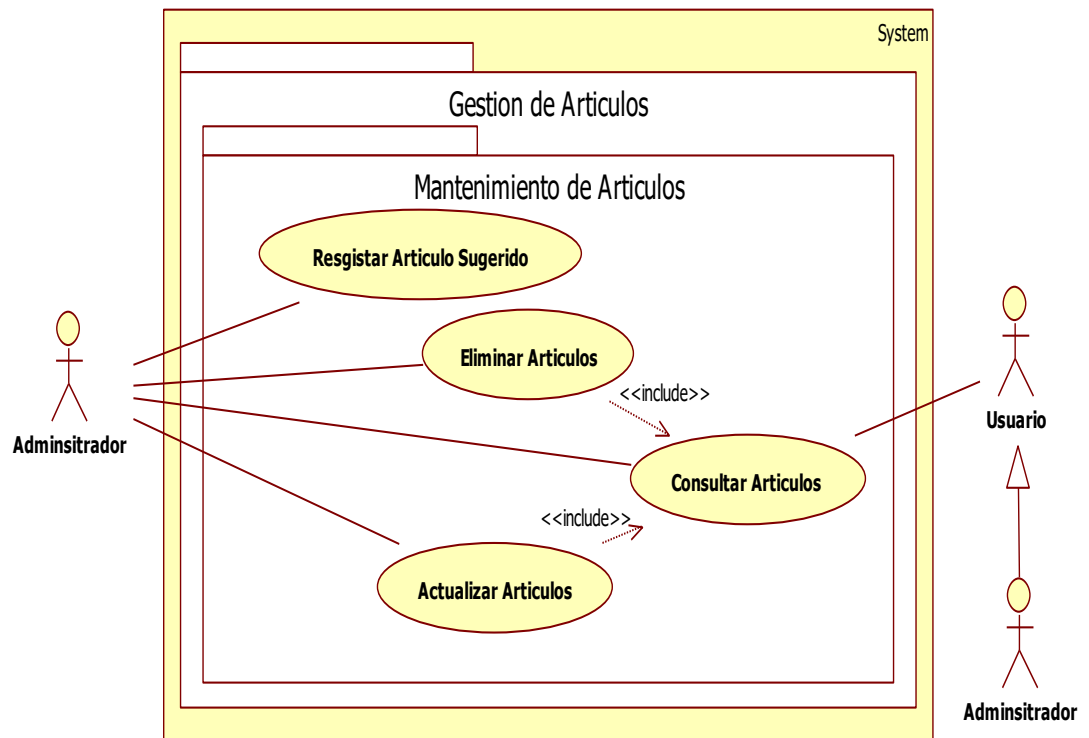 System
Gestion de Articulos
Mantenimiento de Articulos
Resgistar Articulo Sugerido
Eliminar Articulos
<<include>>
Usuario
Adminsitrador
Consultar Articulos
<<include>>
Actualizar Articulos
Adminsitrador